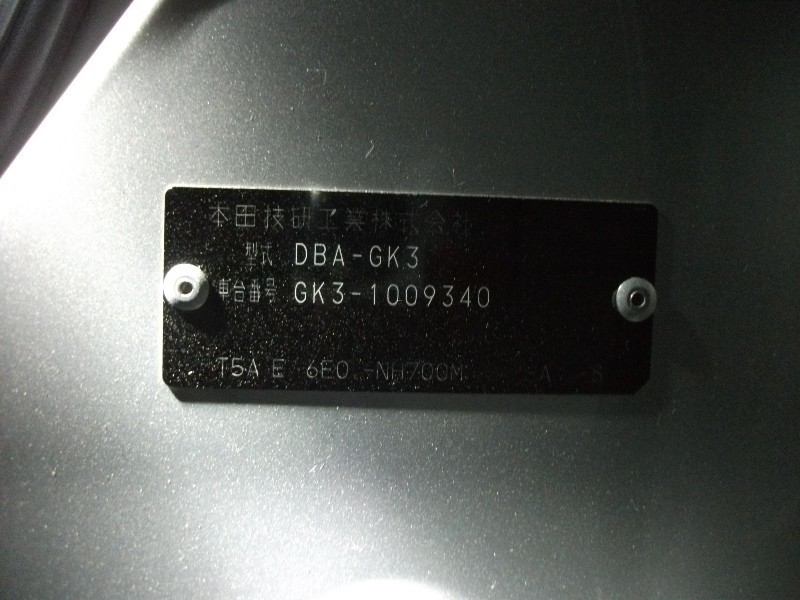 本田技研工業株式会社
型式 DBA-GK3
車台番号 GK3-1009340
T5A E 6E0 -NH700M A S